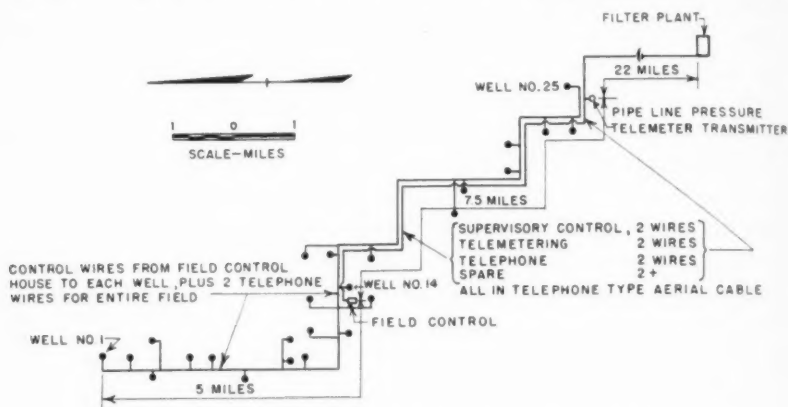 FILTER PLANT
22 MILES
WELL NO. 25
PIPE LINE PRESSURE
TELEMETER TRANSMITTER
1 0 1
SCALE-MILES
7.5 MILES
SUPERVISORY CONTROL, 2 WIRES
TELEMETERING 2 WIRES
TELEPHONE 2 WIRES
SPARE 2+
ALL IN TELEPHONE TYPE AERIAL CABLE
CONTROL WIRES FROM FIELD CONTROL
HOUSE TO EACH WELL, PLUS 2 TELEPHONE
WIRES FOR ENTIRE FIELD
WELL NO. 14
FIELD CONTROL
WELL NO. 1
5 MILES